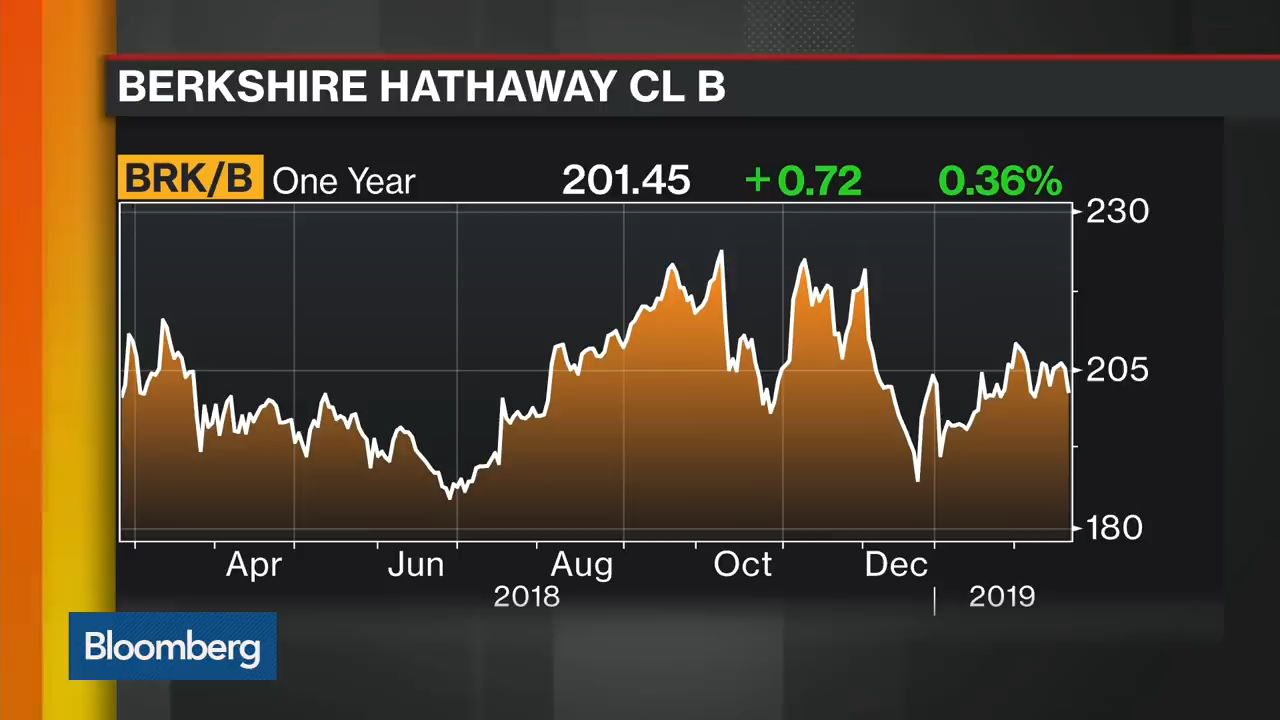 BERKSHIRE HATHAWAY CL B
BRK/B One Year 201.45 +0.72 0.36%
230
205
180
Apr Jun Aug Oct Dec
2018 2019
Bloomberg